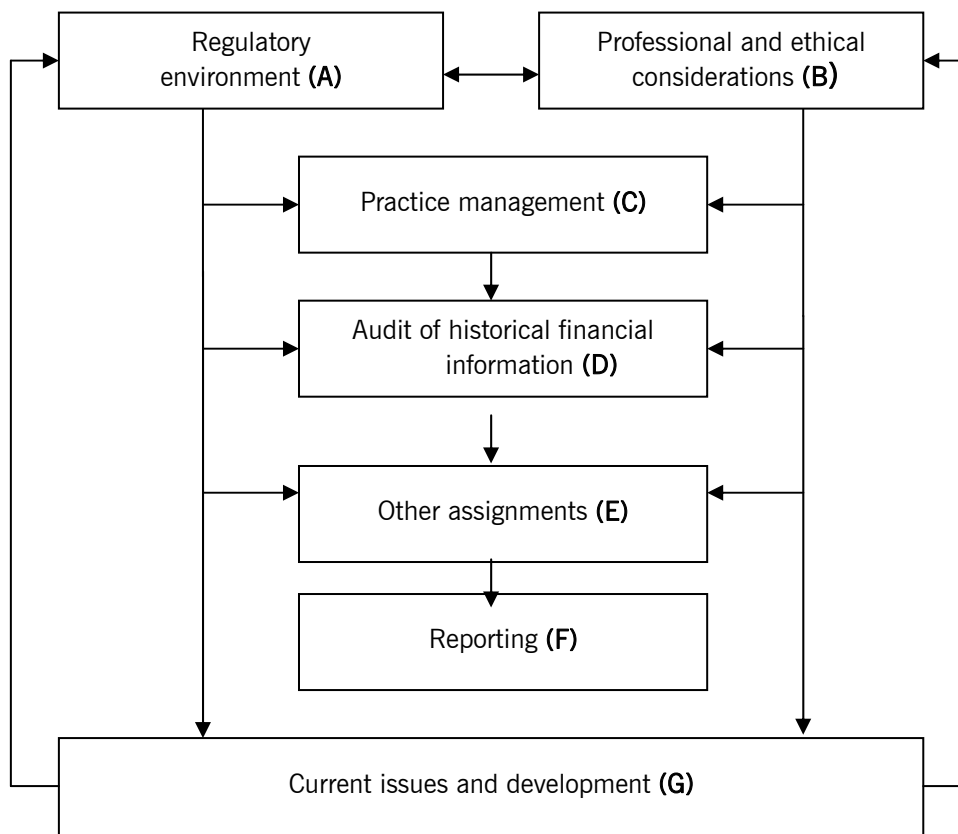 Regulatory
environment (A)
Professional and ethical
considerations (B)
Practice management (C)
Audit of historical financial
information (D)
Other assignments (E)
Reporting (F)
Current issues and development (G)